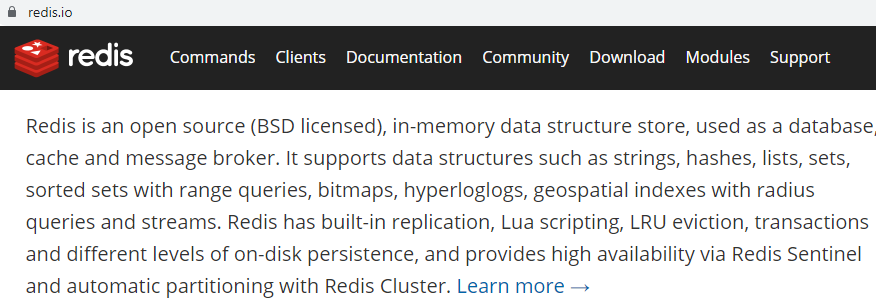 redis.io
redis Commands Clients Documentation Community Download Modules Support
Redis is an open source (BSD licensed), in-memory data structure store, used as a database,
cache and message broker. It supports data structures such as strings, hashes, lists, sets,
sorted sets with range queries, bitmaps, hyperloglogs, geospatial indexes with radius
queries and streams. Redis has built-in replication, Lua scripting, LRU eviction, transactions
and different levels of on-disk persistence, and provides high availability via Redis Sentinel
and automatic partitioning with Redis Cluster. Learn more →